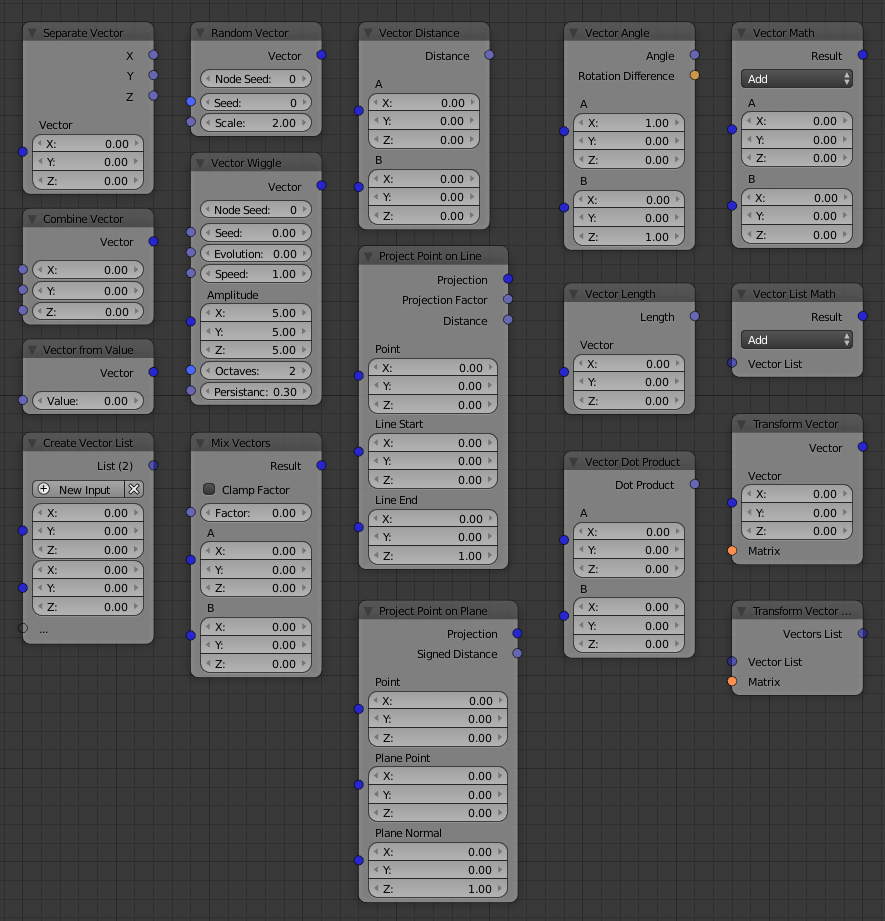 Separate Vector
X
Y
Z
Vector
X: 0.00
Y: 0.00
Z: 0.00
Combine Vector
Vector
X: 0.00
Y: 0.00
Z: 0.00
Vector from Value
Vector
Value: 0.00
Create Vector List
List (2)
New Input
X: 0.00
Y: 0.00
Z: 0.00
X: 0.00
Y: 0.00
Z: 0.00
...
Random Vector
Vector
Node Seed: 0
Seed: 0
Scale: 2.00
Vector Wiggle
Vector
Node Seed: 0
Seed: 0.00
Evolution: 0.00
Speed: 1.00
Amplitude
X: 5.00
Y: 5.00
Z: 5.00
Octaves: 2
Persistanc: 0.30
Mix Vectors
Result
Clamp Factor
Factor: 0.00
A
X: 0.00
Y: 0.00
Z: 0.00
B
X: 0.00
Y: 0.00
Z: 0.00
Vector Distance
Distance
A
X: 0.00
Y: 0.00
Z: 0.00
B
X: 0.00
Y: 0.00
Z: 0.00
Project Point on Line
Projection
Projection Factor
Distance
Point
X: 0.00
Y: 0.00
Z: 0.00
Line Start
X: 0.00
Y: 0.00
Z: 0.00
Line End
X: 0.00
Y: 0.00
Z: 1.00
Project Point on Plane
Projection
Signed Distance
Point
X: 0.00
Y: 0.00
Z: 0.00
Plane Point
X: 0.00
Y: 0.00
Z: 0.00
Plane Normal
X: 0.00
Y: 0.00
Z: 1.00
Vector Angle
Angle
Rotation Difference
A
X: 1.00
Y: 0.00
Z: 0.00
B
X: 0.00
Y: 0.00
Z: 1.00
Vector Length
Length
Vector
X: 0.00
Y: 0.00
Z: 0.00
Vector Dot Product
Dot Product
A
X: 0.00
Y: 0.00
Z: 0.00
B
X: 0.00
Y: 0.00
Z: 0.00
Vector Math
Result
Add
A
X: 0.00
Y: 0.00
Z: 0.00
B
X: 0.00
Y: 0.00
Z: 0.00
Vector List Math
Result
Add
Vector List
Transform Vector
Vector
Vector
X: 0.00
Y: 0.00
Z: 0.00
Matrix
Transform Vector ...
Vectors List
Vector List
Matrix